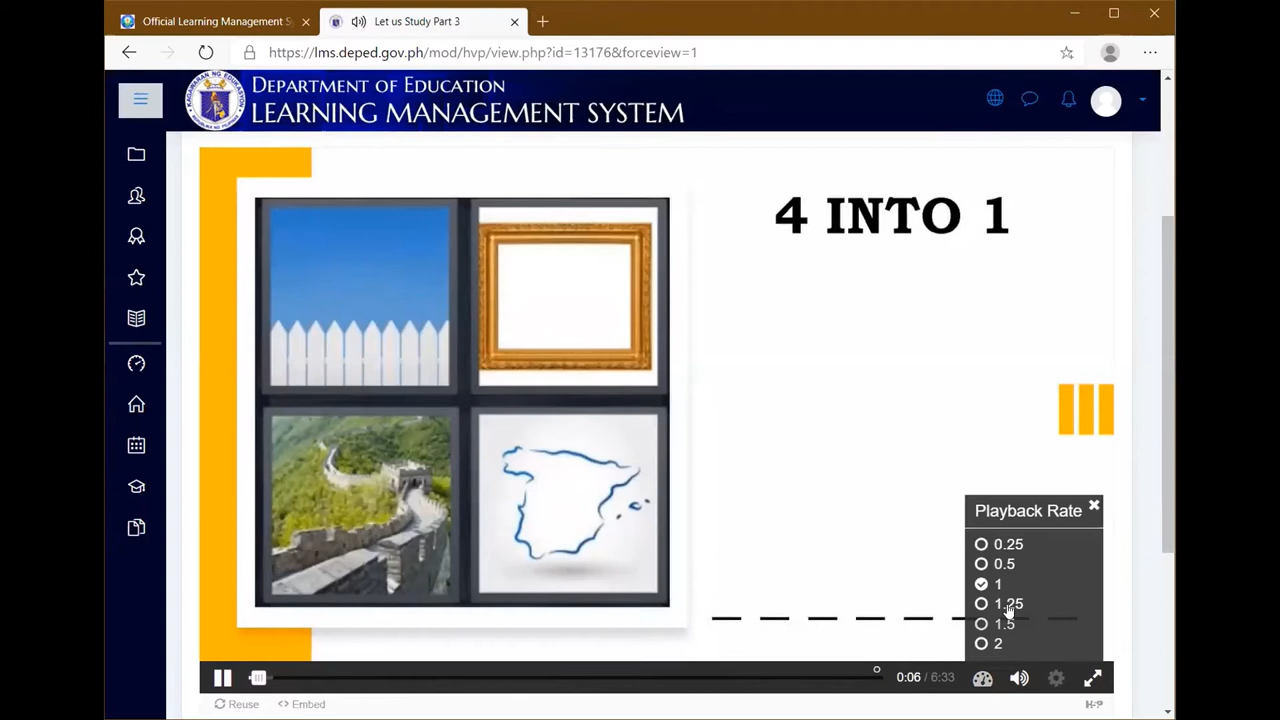 Official Learning Management S
Let us Study Part 3
https://lms.deped.gov.ph/mod/hvp/view.php?id=13176&forceview=1
DEPARTMENT OF EDUCATION
LEARNING MANAGEMENT SYSTEM
4 INTO 1
Playback Rate
0.25
0.5
1
1.25
1.5
2
0:06 / 6:33
Reuse
Embed
H-P